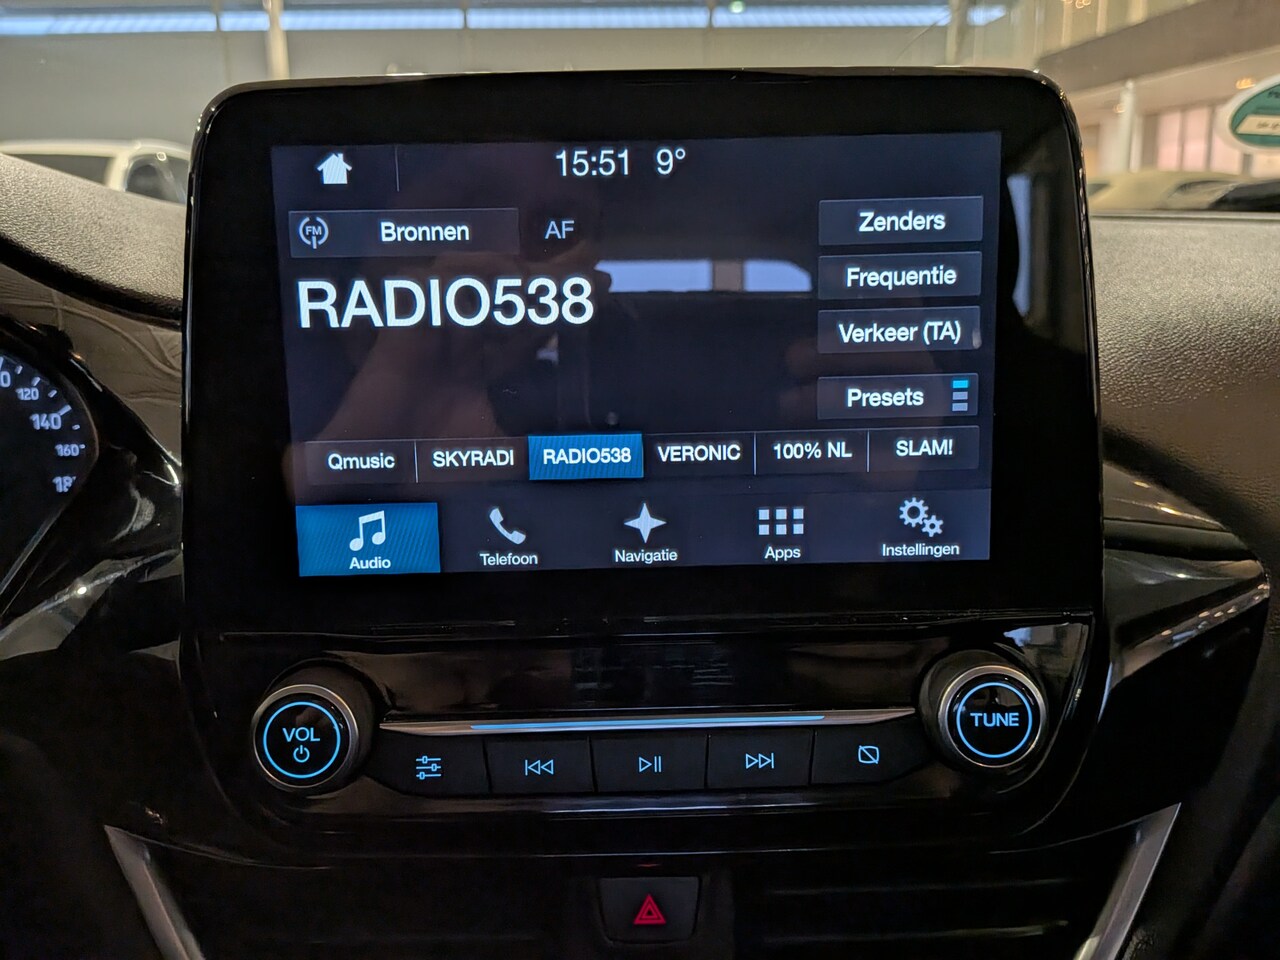 15:51 9°
FM Bronnen AF
Zenders
RADIO538
Frequentie
Verkeer (TA)
Presets
Qmusic SKYRADI RADIO538 VERONIC 100% NL SLAM!
Audio Telefoon Navigatie Apps Instellingen
VOL
TUNE
120
140
160